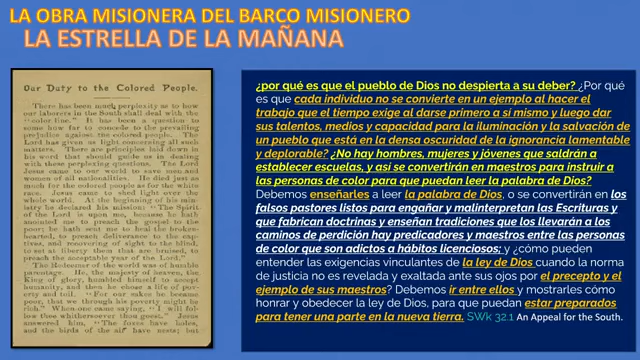 LA OBRA MISIONERA DEL BARCO MISIONERO
LA ESTRELLA DE LA MAÑANA
Our Duty to the Colored People.
There has been much perplexity as to how
our laborers in the South shall deal with the
"color line." It has been a question to
some how far to concede to the prevailing
prejudice against the colored people. The
Lord has given us light concerning all such
matters. There are principles laid down in
his word that should guide us in dealing
with these perplexing questions. The Lord
Jesus came to our world to save men and
women of all nationalities. He died just as
much for the colored people as for the white
race. Jesus came to shed light over the
whole world. At the beginning of his min-
istry he declared his mission: "The Spirit
of the Lord is upon me, because he hath
anointed me to preach the gospel to the
poor; he hath sent me to heal the broken-
hearted, to preach deliverance to the cap-
tives, and recovering of sight to the blind,
to set at liberty them that are bruised, to
preach the acceptable year of the Lord."
The Redeemer of the world was of humble
parentage. He, the majesty of heaven, the
King of glory, humbled himself to accept
humanity, and then he chose a life of pov-
erty and toil. "For our sakes he became
poor, that we through his poverty might be
rich." When one came saying, "I will fol-
low thee whithersoever thou goest," Jesus
answered him, "The foxes have holes,
and the birds of the air have nests; but
¿por qué es que el pueblo de Dios no despierta a su deber? ¿Por qué
es que cada individuo no se convierte en un ejemplo al hacer el
trabajo que el tiempo exige al darse primero a sí mismo y luego dar
sus talentos, medios y capacidad para la iluminación y la salvación de
un pueblo que está en la densa oscuridad de la ignorancia lamentable
y deplorable? ¿No hay hombres, mujeres y jóvenes que saldrán a
establecer escuelas, y así se convertirán en maestros para instruir a
las personas de color para que puedan leer la palabra de Dios?
Debemos enseñarles a leer la palabra de Dios, o se convertirán en los
falsos pastores listos para engañar y malinterpretan las Escrituras y
que fabrican doctrinas y enseñan tradiciones que los llevarán a los
caminos de perdición hay predicadores y maestros entre las personas
de color que son adictos a hábitos licenciosos; y ¿cómo pueden
entender las exigencias vinculantes de la ley de Dios cuando la norma
de justicia no es revelada y exaltada ante sus ojos por el precepto y el
ejemplo de sus maestros? Debemos ir entre ellos y mostrarles cómo
honrar y obedecer la ley de Dios, para que puedan estar preparados
para tener una parte en la nueva tierra. SWk 32.1 An Appeal for the South.